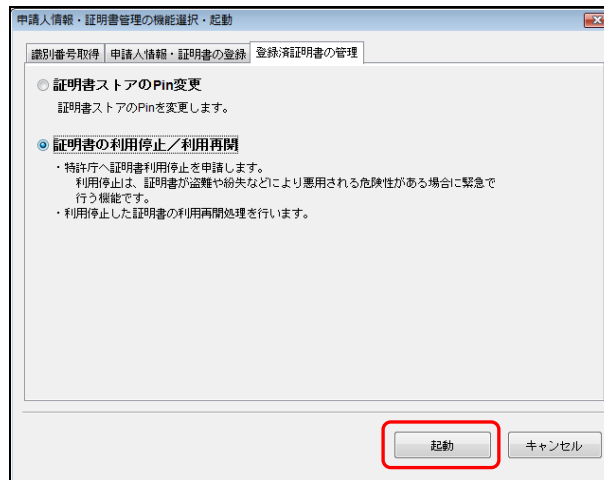 申請人情報・証明書管理の機能選択・起動
識別番号取得 申請人情報・証明書の登録 登録済証明書の管理
証明書ストアのPin変更
証明書ストアのPinを変更します。
証明書の利用停止／利用再開
・特許庁へ証明書利用停止を申請します。
利用停止は、証明書が盗難や紛失などにより悪用される危険性がある場合に緊急で
行う機能です。
・利用停止した証明書の利用再開処理を行います。
起動 キャンセル